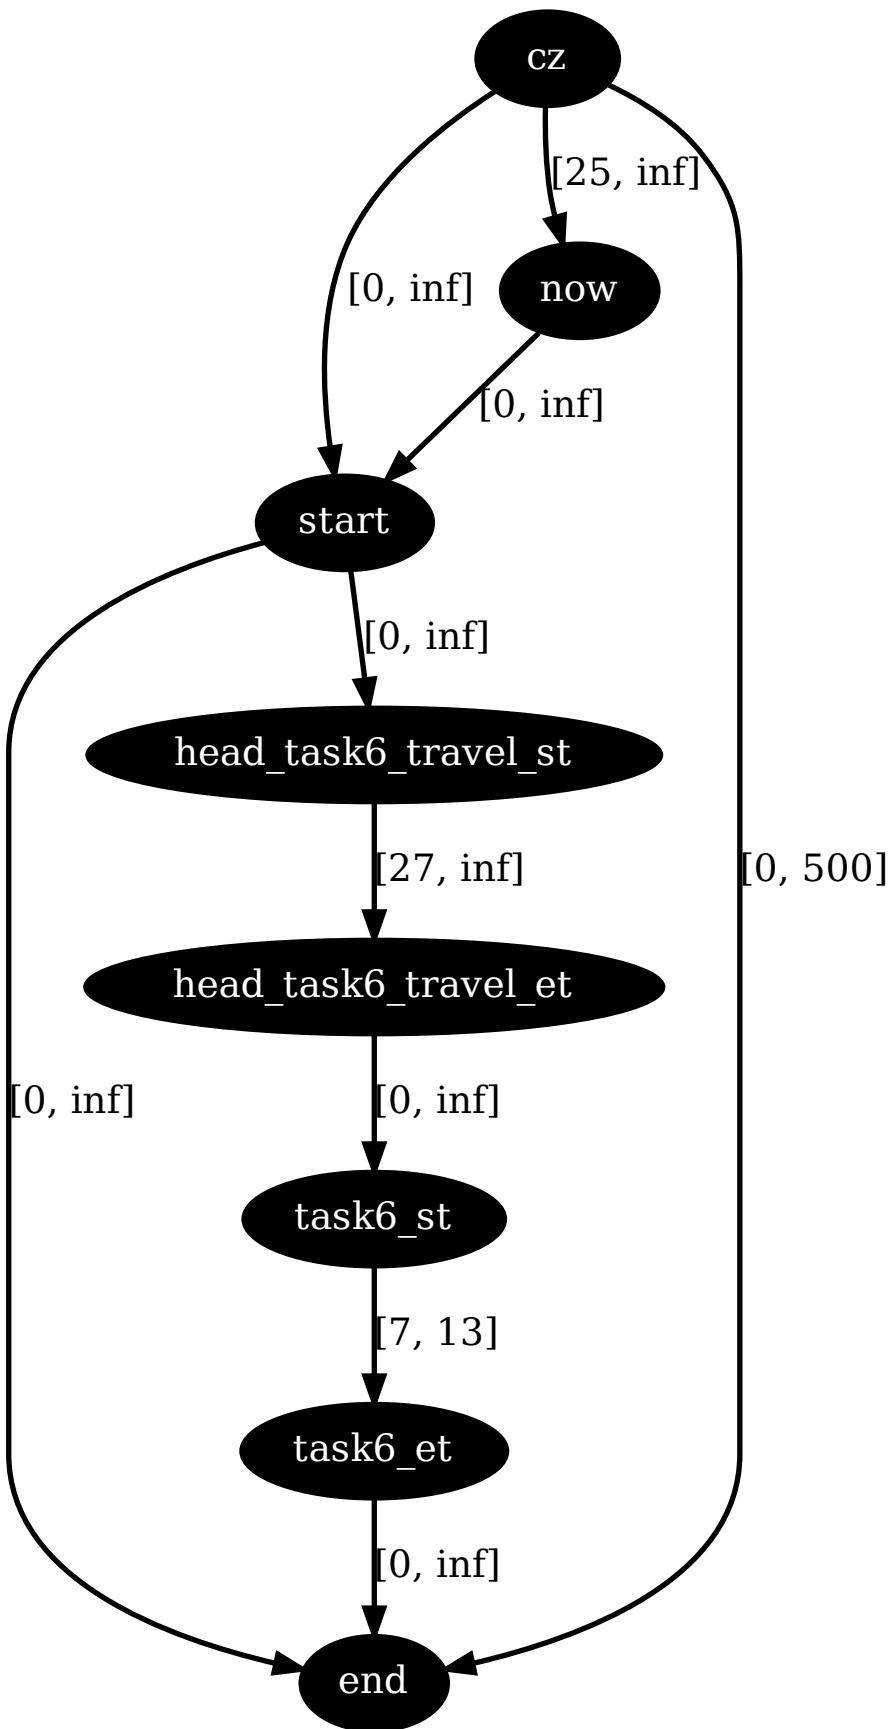 cz
[25, inf]
[0, inf]
now
[0, inf]
start
[0, inf]
head_task6_travel_st
[27, inf]
[0, 500]
head_task6_travel_et
[0, inf]
[0, inf]
task6_st
[7, 13]
task6_et
[0, inf]
end